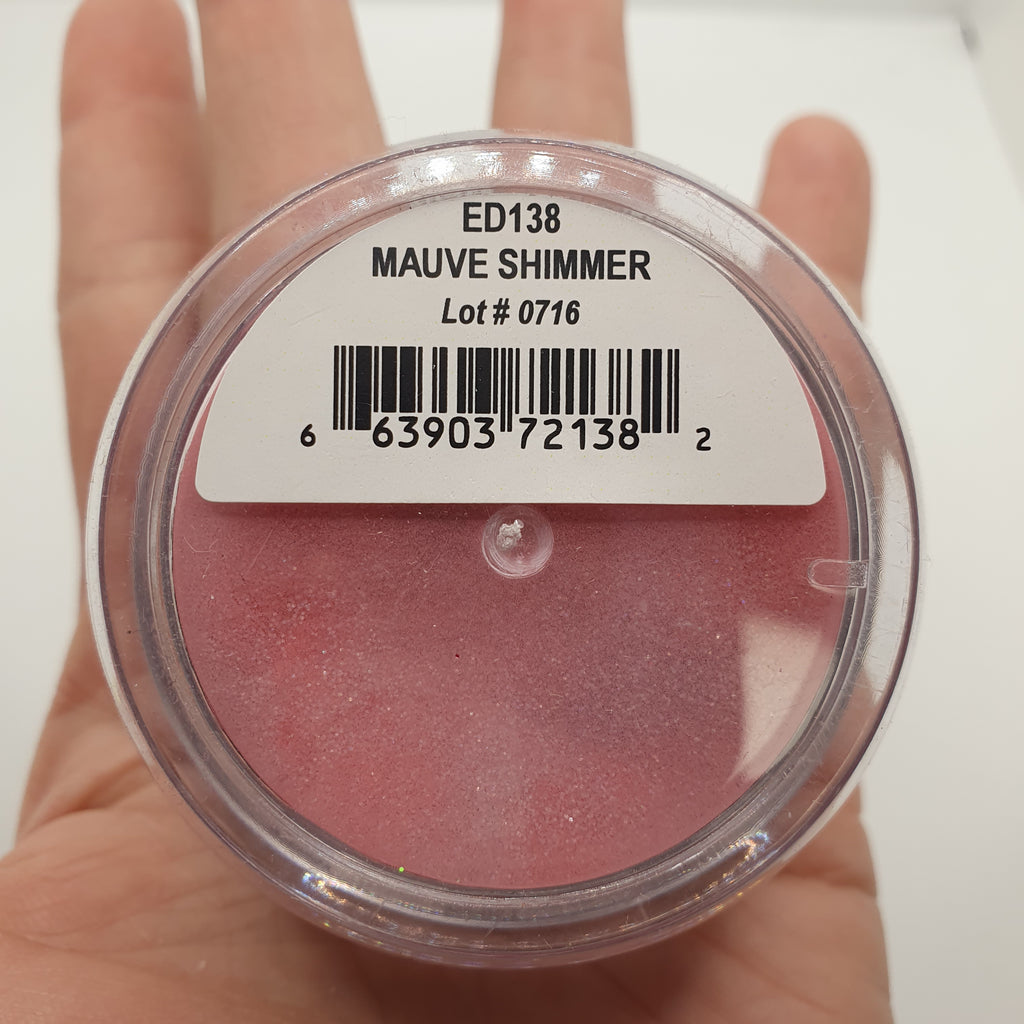 ED138
MAUVE SHIMMER
Lot # 0716
6 63903 72138 2